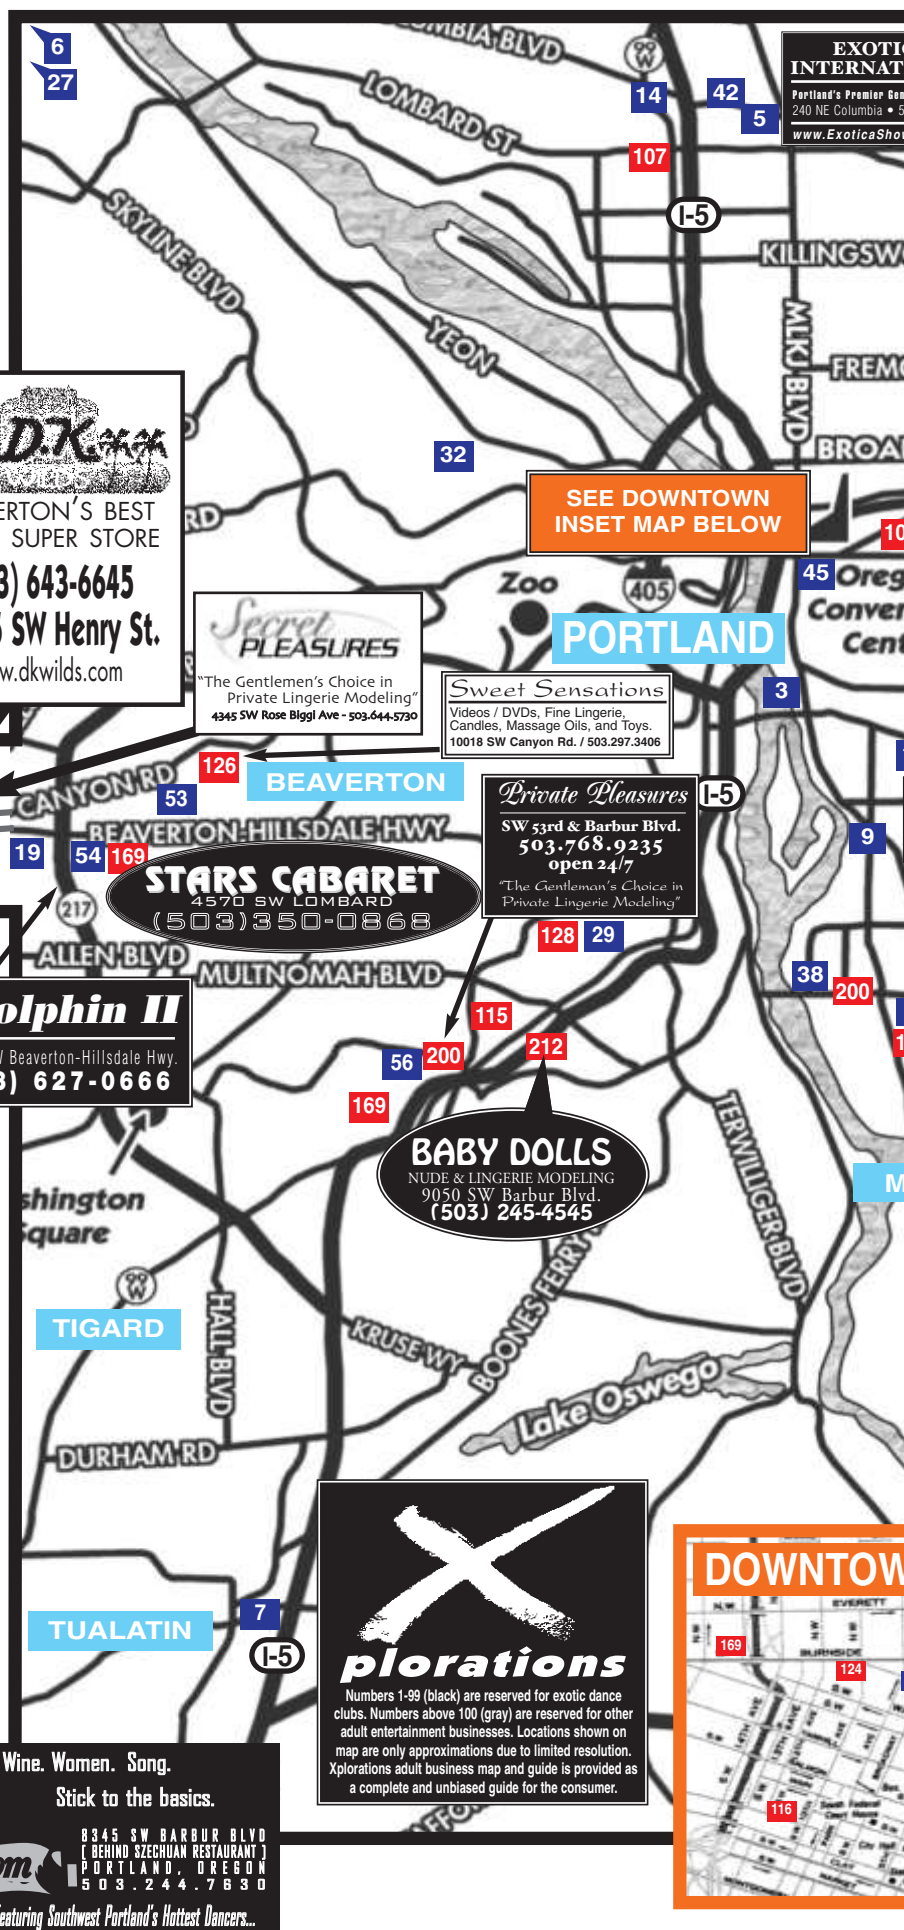 6
27
COLUMBIA BLVD
99
W
14
42
5
EXOTIC
INTERNAT
Portland's Premier Gen
240 NE Columbia • 5
www.ExoticaSho
LOMBARD ST
107
I-5
SKYLINE BLVD
KILLINGSW
YEON
MLKJ BLVD
FREM
BROA
32
SEE DOWNTOWN
INSET MAP BELOW
D.K.
WILDS
ERTON'S BEST
SUPER STORE
3) 643-6645
SW Henry St.
w.dkwilds.com
RD
10
45
Oreg
Conver
Cent
Zoo
405
PORTLAND
Secret
PLEASURES
"The Gentlemen's Choice in
Private Lingerie Modeling"
4345 SW Rose Biggi Ave - 503.644.5730
Sweet Sensations
Videos / DVDs, Fine Lingerie,
Candles, Massage Oils, and Toys.
10018 SW Canyon Rd. / 503.297.3406
3
126
BEAVERTON
CANYON RD
53
Private Pleasures
SW 53rd & Barbur Blvd.
503.768.9235
open 24/7
"The Gentleman's Choice in
Private Lingerie Modeling"
I-5
BEAVERTON-HILLSDALE HWY
19
54
169
9
STARS CABARET
4570 SW LOMBARD
(503)350-0868
217
128
29
ALLEN BLVD
MULTNOMAH BLVD
38
200
olphin II
Beaverton-Hillsdale Hwy.
3) 627-0666
115
56
200
212
169
BABY DOLLS
NUDE & LINGERIE MODELING
9050 SW Barbur Blvd.
(503) 245-4545
TERWILLIGER BLVD
M
shington
quare
99
W
TIGARD
HALL BLVD
KRUSE WY
BOONES FERRY
Lake Oswego
DURHAM RD
TUALATIN
7
I-5
X
plorations
Numbers 1-99 (black) are reserved for exotic dance
clubs. Numbers above 100 (gray) are reserved for other
adult entertainment businesses. Locations shown on
map are only approximations due to limited resolution.
Xplorations adult business map and guide is provided as
a complete and unbiased guide for the consumer.
DOWNTOW
EVERETT
169
BURNSIDE
124
116
Wine. Women. Song.
Stick to the basics.
8345 SW BARBUR BLVD
[ BEHIND SZECHUAN RESTAURANT ]
PORTLAND, OREGON
503.244.7630
eaturing Southwest Portland's Hottest Dancers...